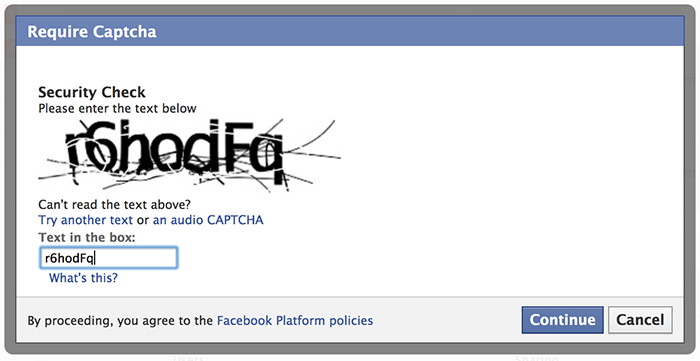 Require Captcha
Security Check
Please enter the text below
r6hodFq
Can't read the text above?
Try another text or an audio CAPTCHA
Text in the box:
r6hodFq
What's this?
By proceeding, you agree to the Facebook Platform policies
Continue
Cancel